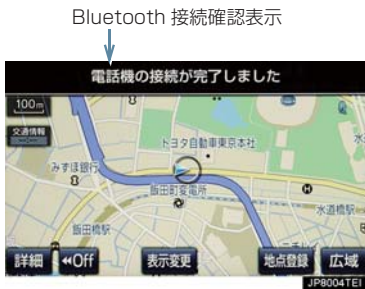 Bluetooth 接続確認表示
電話機の接続が完了しました
100m
交通情報
トヨタ自動車東京本社
みずほ銀行
飯田町変電所
水道橋駅
飯田橋駅
詳細
◂◂Off
表示変更
地点登録
広域
JP8004TEI